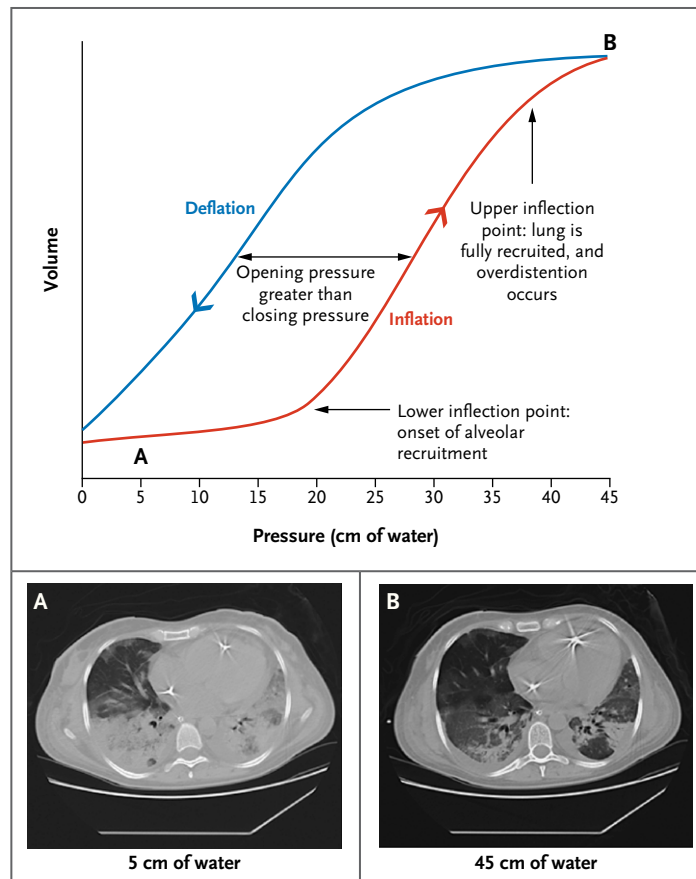 B
Deflation
Volume
Opening pressure
greater than
closing pressure
Upper inflection
point: lung is
fully recruited, and
overdistention
occurs
Inflation
Lower inflection point:
onset of alveolar
recruitment
A
0 5 10 15 20 25 30 35 40 45
Pressure (cm of water)
A
B
5 cm of water
45 cm of water